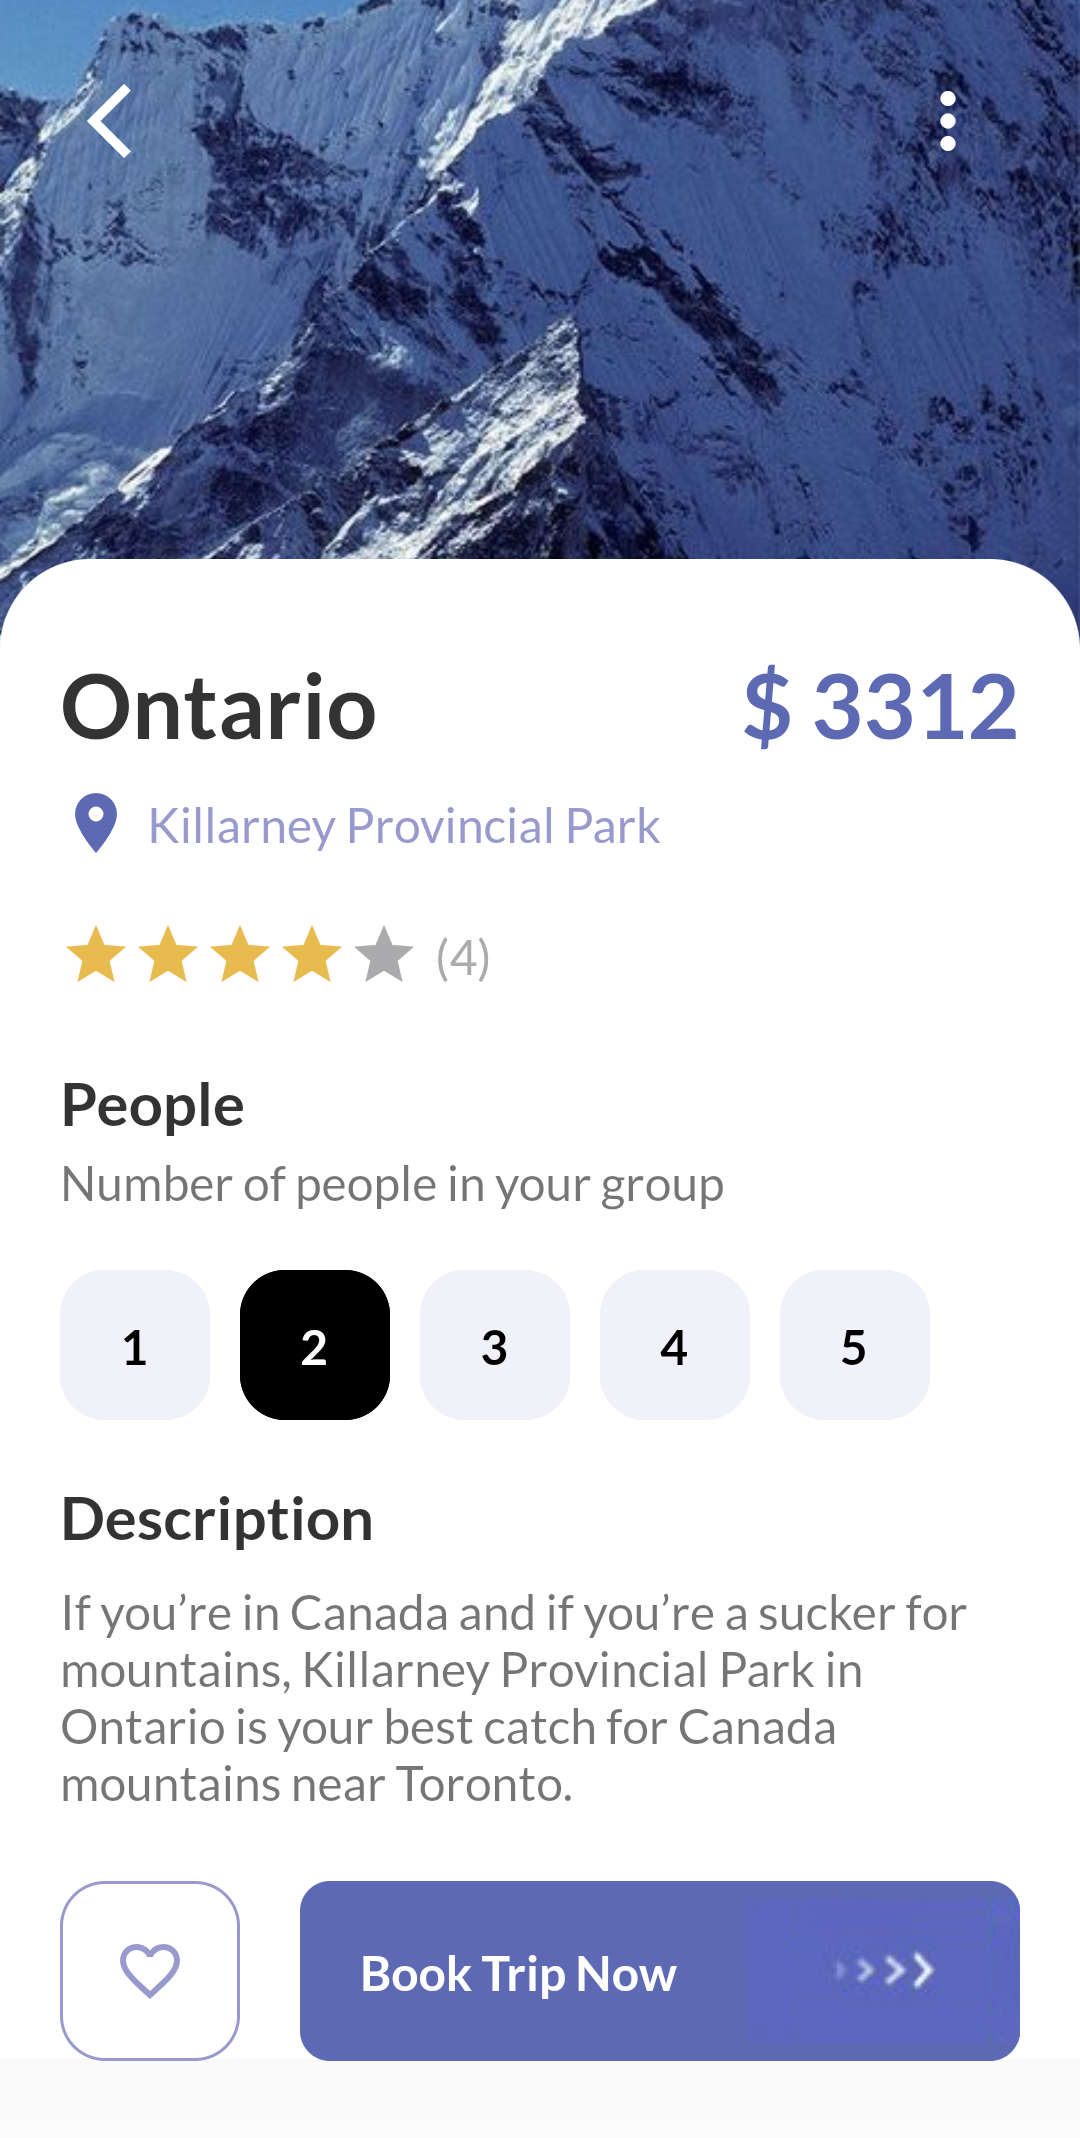 Ontario
$ 3312
Killarney Provincial Park
(4)
People
Number of people in your group
1 2 3 4 5
Description
If you’re in Canada and if you’re a sucker for
mountains, Killarney Provincial Park in
Ontario is your best catch for Canada
mountains near Toronto.
Book Trip Now